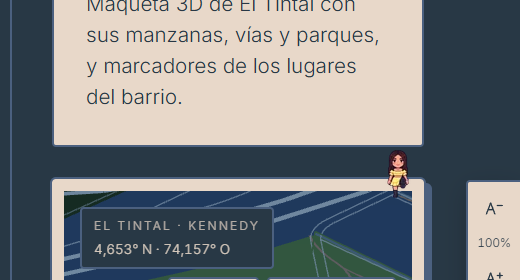 Maqueta 3D de El Tintal con
sus manzanas, vías y parques,
y marcadores de los lugares
del barrio.
EL TINTAL · KENNEDY
4,653° N · 74,157° O
A−
100%
A+